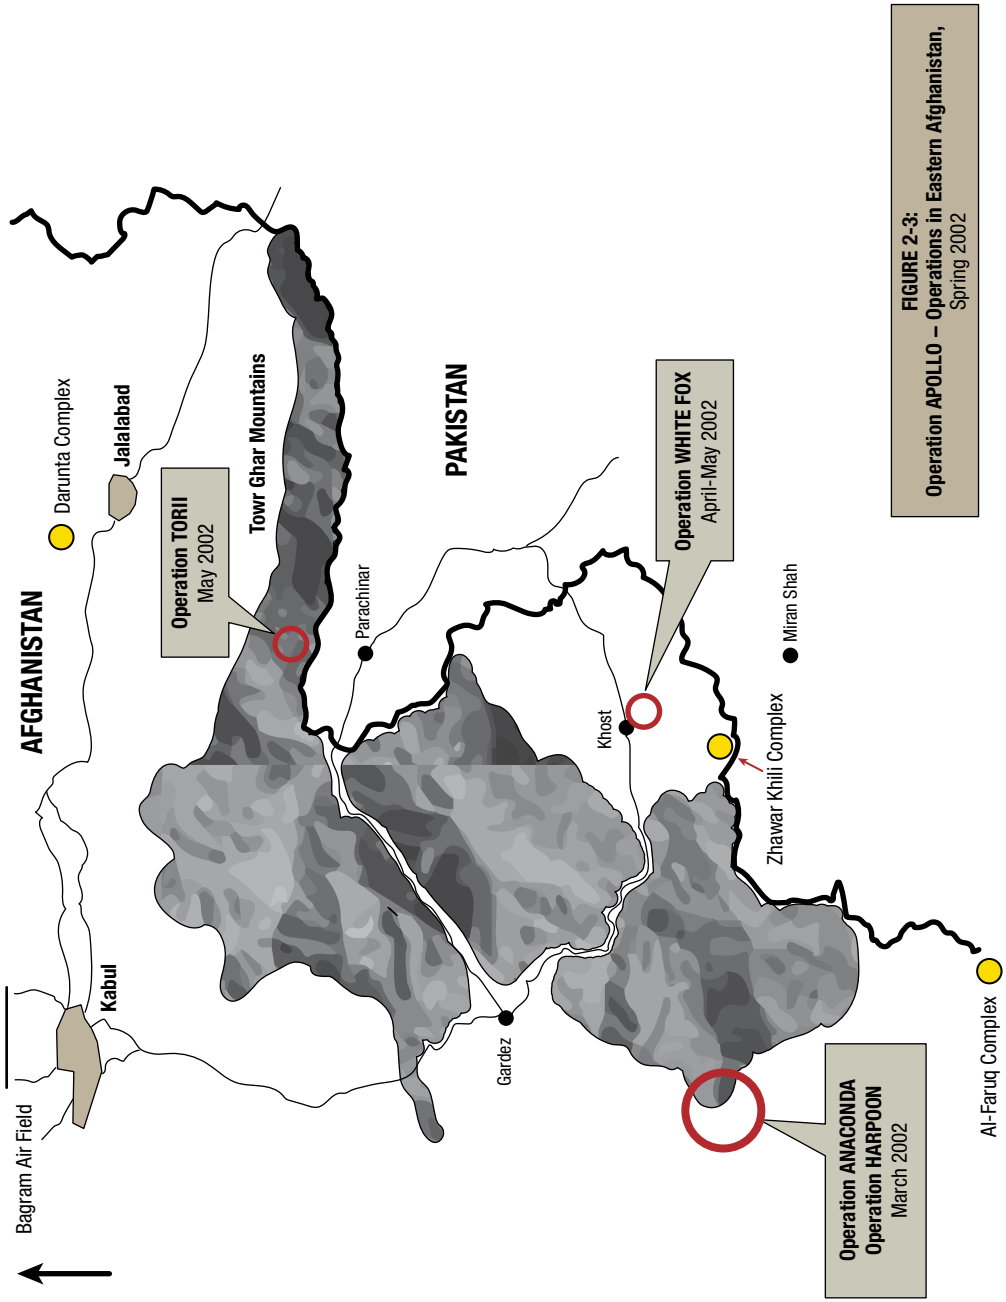 Bagram Air Field
Kabul
AFGHANISTAN
Darunta Complex
Jalalabad
Operation TORII
May 2002
Towr Ghar Mountains
Parachinar
PAKISTAN
Gardez
Khost
Operation WHITE FOX
April-May 2002
Miran Shah
Zhawar Khili Complex
Operation ANACONDA
Operation HARPOON
March 2002
Al-Faruq Complex
FIGURE 2-3:
Operation APOLLO – Operations in Eastern Afghanistan,
Spring 2002